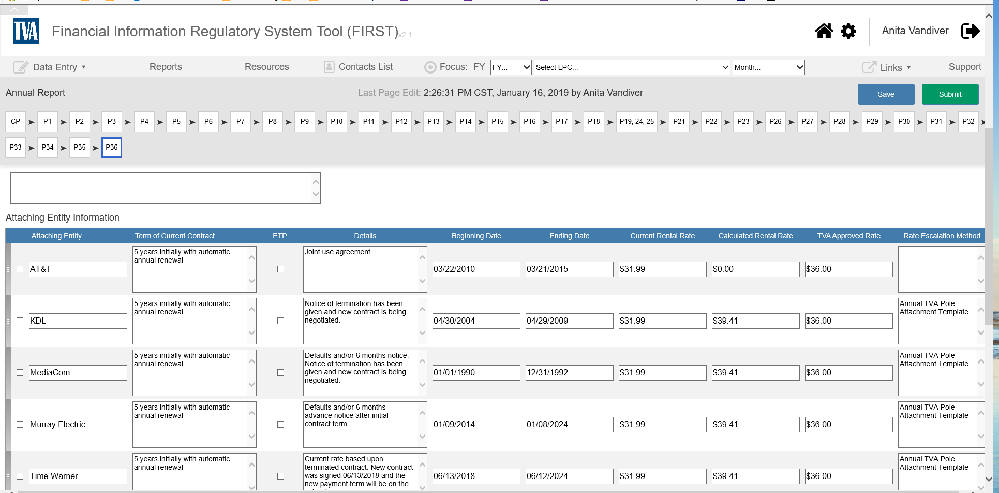 TVA Financial Information Regulatory System Tool (FIRST)v2.1
Anita Vandiver
Data Entry ▼ Reports Resources Contacts List Focus: FY FY... Select LPC... Month... Links ▼ Support
Annual Report
Last Page Edit: 2:26:31 PM CST, January 16, 2019 by Anita Vandiver
Save Submit
CP P1 P2 P3 P4 P5 P6 P7 P8 P9 P10 P11 P12 P13 P14 P15 P16 P17 P18 P19, 24, 25 P21 P22 P23 P26 P27 P28 P29 P30 P31 P32
P33 P34 P35 P36
Attaching Entity Information
Attaching Entity Term of Current Contract ETP Details Beginning Date Ending Date Current Rental Rate Calculated Rental Rate TVA Approved Rate Rate Escalation Method
AT&T
5 years initially with automatic
annual renewal
Joint use agreement.
03/22/2010 03/21/2015 $31.99 $0.00 $36.00
KDL
5 years initially with automatic
annual renewal
Notice of termination has been
given and new contract is being
negotiated.
04/30/2004 04/29/2009 $31.99 $39.41 $36.00
Annual TVA Pole
Attachment Template
MediaCom
5 years initially with automatic
annual renewal
Defaults and/or 6 months notice.
Notice of termination has been
given and new contract is being
negotiated.
01/01/1990 12/31/1992 $31.99 $39.41 $36.00
Annual TVA Pole
Attachment Template
Murray Electric
5 years initially with automatic
annual renewal
Defaults and/or 6 months
advance notice after initial
contract term.
01/09/2014 01/08/2024 $31.99 $39.41 $36.00
Annual TVA Pole
Attachment Template
Time Warner
5 years initially with automatic
annual renewal
Current rate based upon
terminated contract. New contract
was signed 06/13/2018 and the
new payment term will be on the
06/13/2018 06/12/2024 $31.99 $39.41 $36.00
Annual TVA Pole
Attachment Template